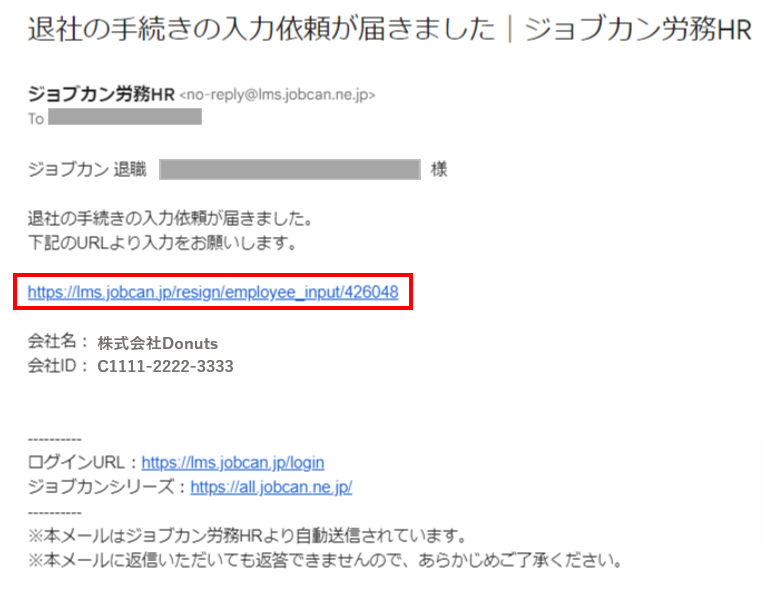 退社の手続きの入力依頼が届きました｜ジョブカン労務HR
ジョブカン労務HR <no-reply@lms.jobcan.ne.jp>
To
ジョブカン 退職 様
退社の手続きの入力依頼が届きました。
下記のURLより入力をお願いします。
https://lms.jobcan.jp/resign/employee_input/426048
会社名： 株式会社Donuts
会社ID： C1111-2222-3333
----------
ログインURL：https://lms.jobcan.jp/login
ジョブカンシリーズ：https://all.jobcan.ne.jp/
----------
※本メールはジョブカン労務HRより自動送信されています。
※本メールに返信いただいても返答できませんので、あらかじめご了承ください。